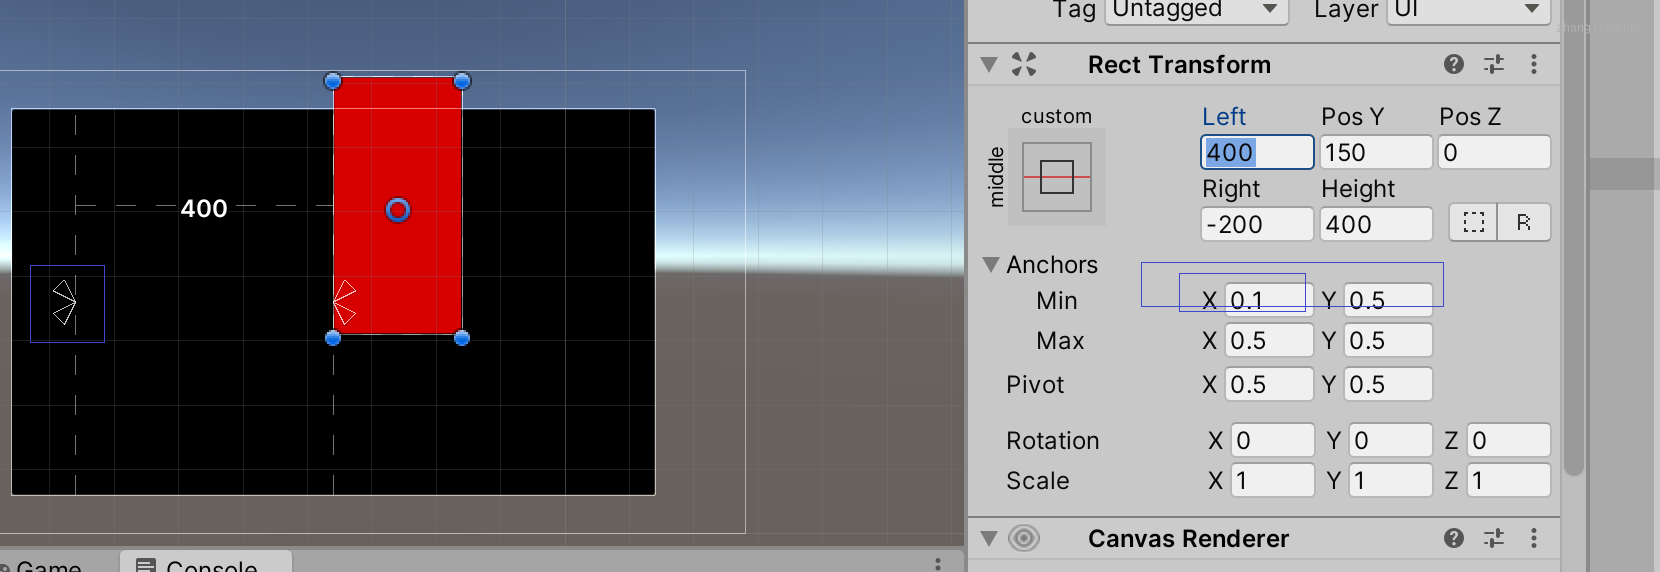 Tag Untagged Layer UI
Rect Transform
custom
Left Pos Y Pos Z
middle
400 150 0
Right Height
-200 400 R
400
Anchors
Min X 0.1 Y 0.5
Max X 0.5 Y 0.5
Pivot X 0.5 Y 0.5
Rotation X 0 Y 0 Z 0
Scale X 1 Y 1 Z 1
Canvas Renderer
Game Console